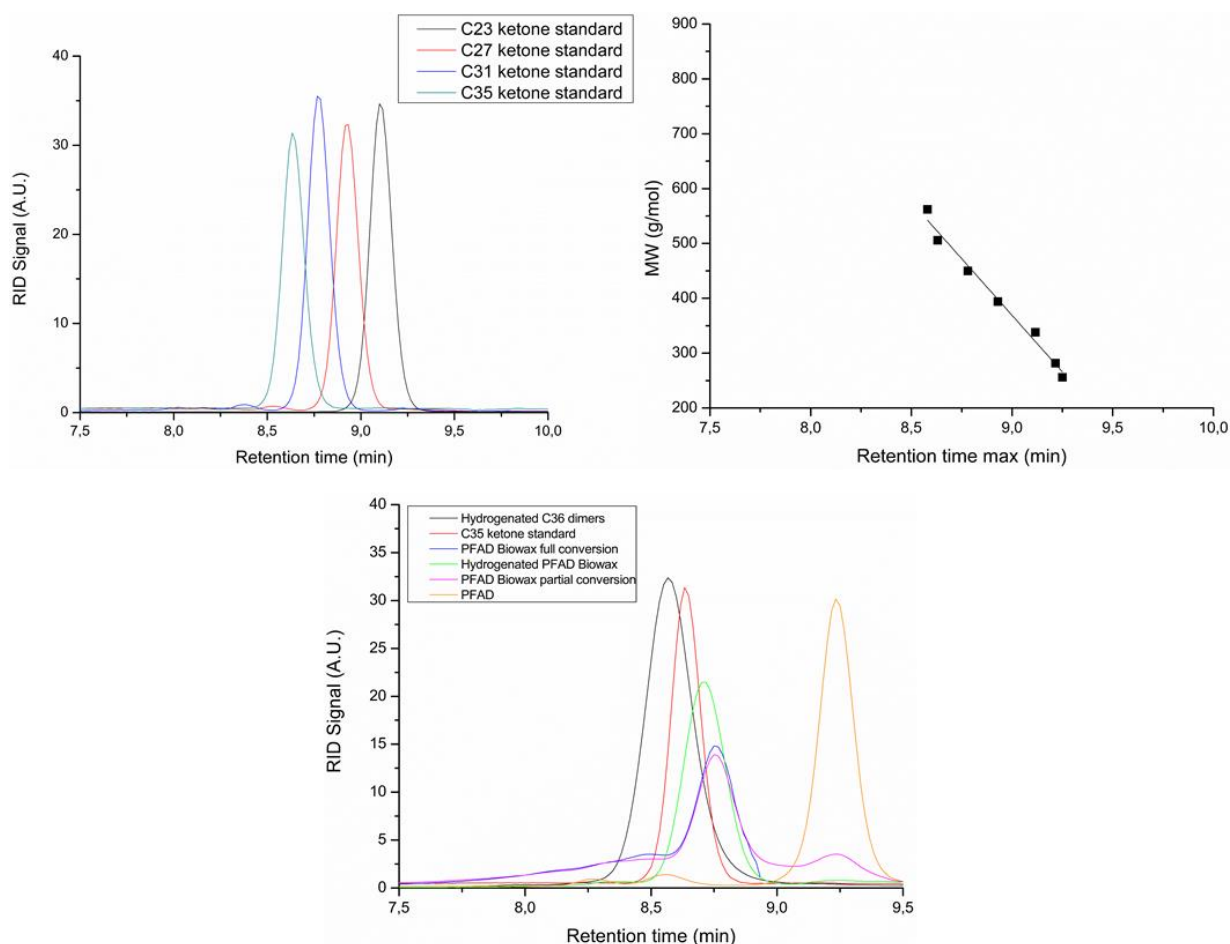 C23 ketone standard
C27 ketone standard
C31 ketone standard
C35 ketone standard
40
30
20
10
0
RID Signal (A.U.)
7,5 8,0 8,5 9,0 9,5 10,0
Retention time (min)
900
800
700
600
500
400
300
200
MW (g/mol)
7,5 8,0 8,5 9,0 9,5 10,0
Retention time max (min)
Hydrogenated C36 dimers
C35 ketone standard
PFAD Biowax full conversion
Hydrogenated PFAD Biowax
PFAD Biowax partial conversion
PFAD
40
35
30
25
20
15
10
5
0
RID Signal (A.U.)
7,5 8,0 8,5 9,0 9,5
Retention time (min)